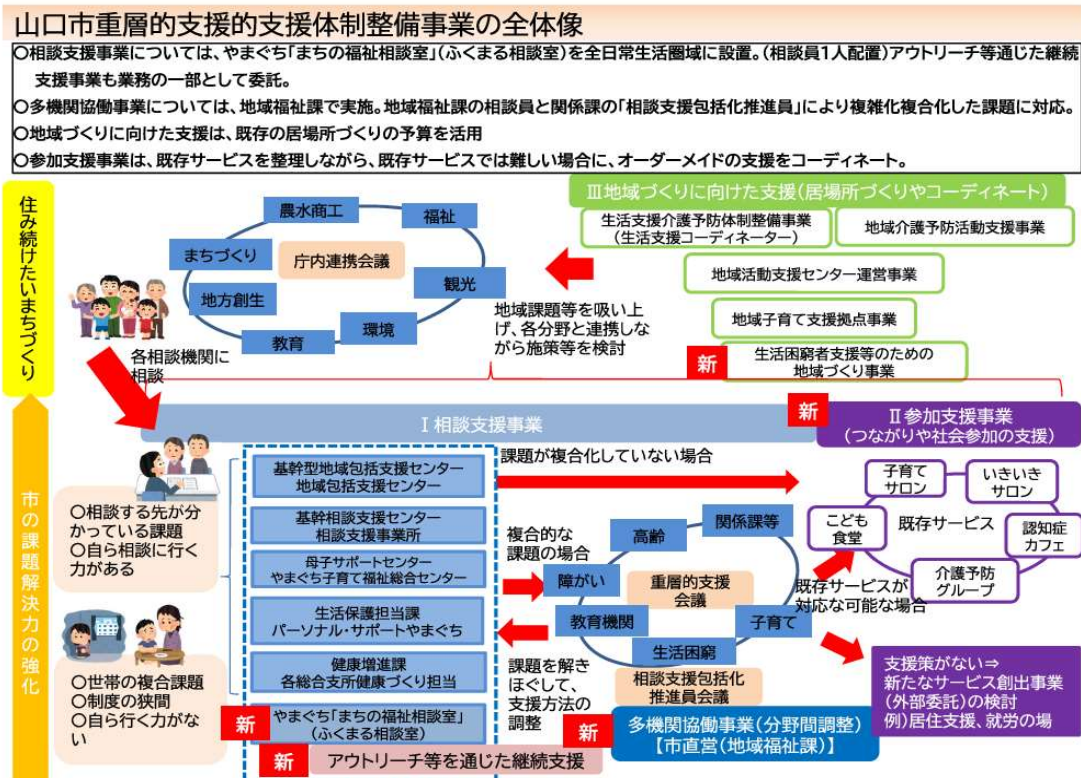 山口市重層的支援的支援体制整備事業の全体像
○相談支援事業については、やまぐち「まちの福祉相談室」(ふくまる相談室)を全日常生活圏域に設置。(相談員1人配置)アウトリーチ等通じた継続
支援事業も業務の一部として委託。
○多機関協働事業については、地域福祉課で実施。地域福祉課の相談員と関係課の「相談支援包括化推進員」により複雑化複合化した課題に対応。
○地域づくりに向けた支援は、既存の居場所づくりの予算を活用
○参加支援事業は、既存サービスを整理しながら、既存サービスでは難しい場合に、オーダーメイドの支援をコーディネート。
住み続けたいまちづくり
市の課題解決力の強化
農水商工
福祉
まちづくり
庁内連携会議
観光
地方創生
環境
教育
各相談機関に
相談
地域課題等を吸い上
げ、各分野と連携しな
がら施策等を検討
Ⅲ地域づくりに向けた支援(居場所づくりやコーディネート)
生活支援介護予防体制整備事業
(生活支援コーディネーター)
地域介護予防活動支援事業
地域活動支援センター運営事業
地域子育て支援拠点事業
新
生活困窮者支援等のための
地域づくり事業
Ⅰ相談支援事業
新
Ⅱ参加支援事業
(つながりや社会参加の支援)
○相談する先が分
かっている課題
○自ら相談に行く
力がある
○世帯の複合課題
○制度の狭間
○自ら行く力がな
い
基幹型地域包括支援センター
地域包括支援センター
基幹相談支援センター
相談支援事業所
母子サポートセンター
やまぐち子育て福祉総合センター
生活保護担当課
パーソナル・サポートやまぐち
健康増進課
各総合支所健康づくり担当
新
やまぐち「まちの福祉相談室」
(ふくまる相談室)
新
アウトリーチ等を通じた継続支援
課題が複合化していない場合
複合的な
課題の場合
課題を解き
ほぐして、
支援方法の
調整
高齢
関係課等
障がい
重層的支援
会議
教育機関
子育て
生活困窮
相談支援包括化
推進員会議
新
多機関協働事業(分野間調整)
【市直営(地域福祉課)】
子育て
サロン
いきいき
サロン
こども
食堂
既存サービス
認知症
カフェ
介護予防
グループ
既存サービスが
対応な可能な場合
支援策がない⇒
新たなサービス創出事業
(外部委託)の検討
例)居住支援、就労の場